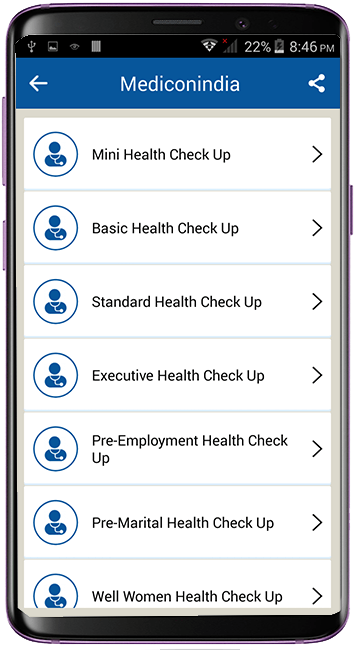 22% 8:46 PM
Mediconindia
Mini Health Check Up
Basic Health Check Up
Standard Health Check Up
Executive Health Check Up
Pre-Employment Health Check
Up
Pre-Marital Health Check Up
Well Women Health Check Up